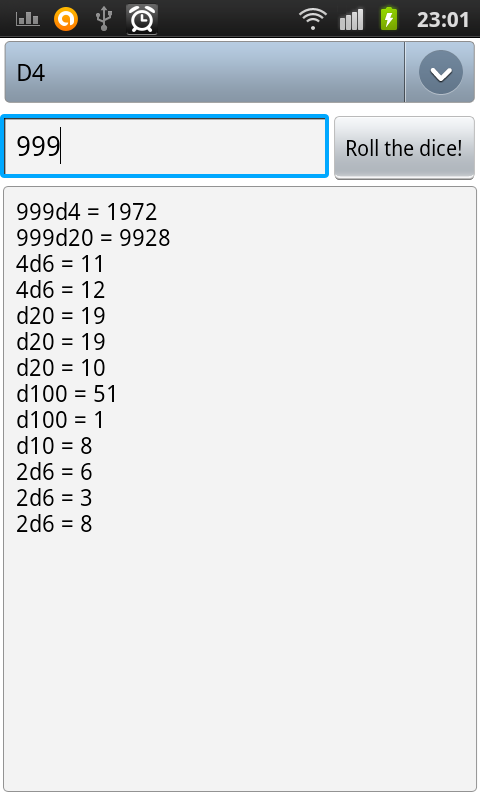 23:01
D4
999
Roll the dice!
999d4 = 1972
999d20 = 9928
4d6 = 11
4d6 = 12
d20 = 19
d20 = 19
d20 = 10
d100 = 51
d100 = 1
d10 = 8
2d6 = 6
2d6 = 3
2d6 = 8